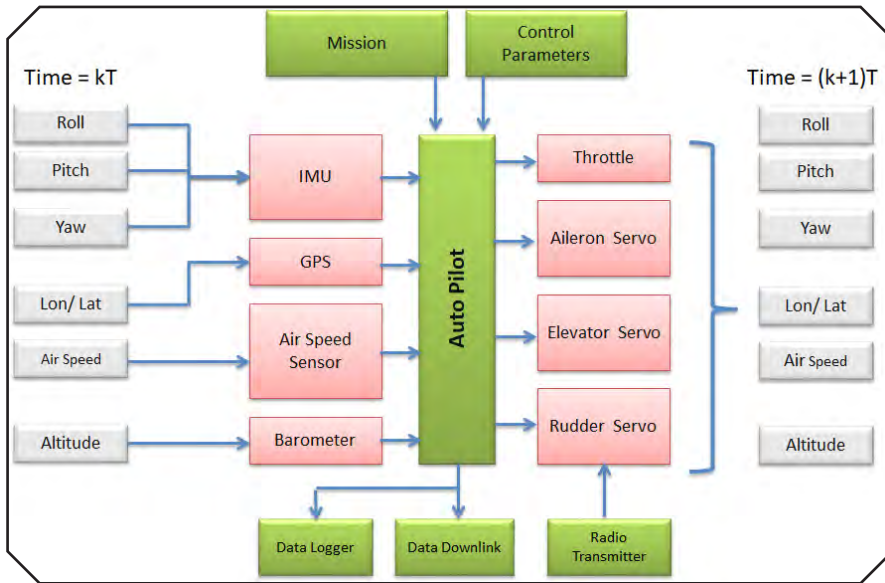 Mission
Control
Parameters
Time = kT
Time = (k+1)T
Roll
Pitch
Yaw
Lon/ Lat
Air Speed
Altitude
IMU
GPS
Air Speed
Sensor
Barometer
Auto Pilot
Throttle
Aileron Servo
Elevator Servo
Rudder Servo
Roll
Pitch
Yaw
Lon/ Lat
Air Speed
Altitude
Data Logger
Data Downlink
Radio
Transmitter